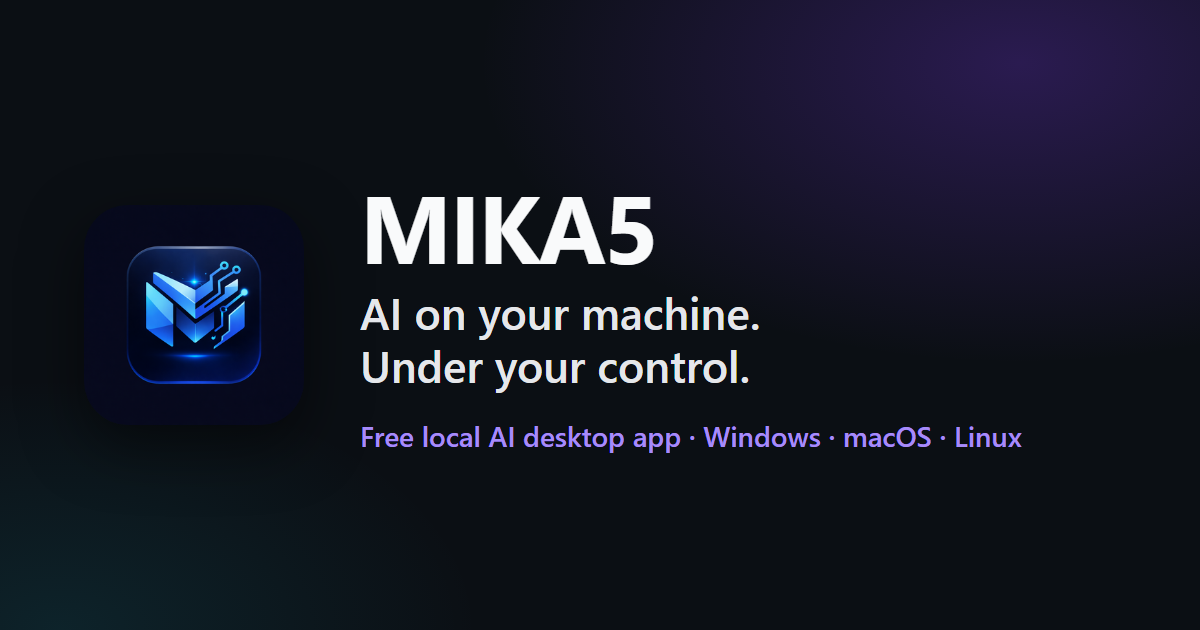 MIKA5
AI on your machine.
Under your control.
Free local AI desktop app · Windows · macOS · Linux